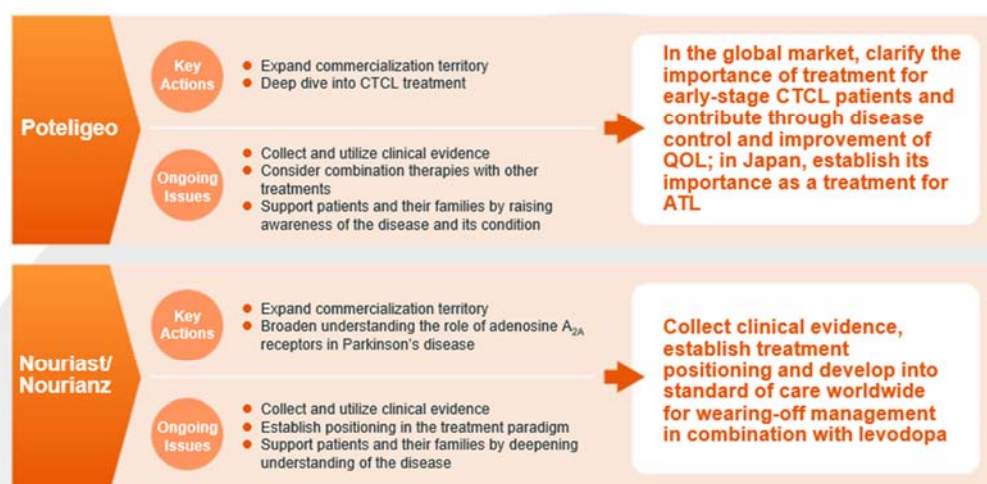 Poteligeo
Key
Actions
Expand commercialization territory
Deep dive into CTCL treatment
Ongoing
Issues
Collect and utilize clinical evidence
Consider combination therapies with other
treatments
Support patients and their families by raising
awareness of the disease and its condition
In the global market, clarify the
importance of treatment for
early-stage CTCL patients and
contribute through disease
control and improvement of
QOL; in Japan, establish its
importance as a treatment for
ATL
Nouriast/
Nourianz
Key
Actions
Expand commercialization territory
Broaden understanding the role of adenosine A2A
receptors in Parkinson's disease
Ongoing
Issues
Collect and utilize clinical evidence
Establish positioning in the treatment paradigm
Support patients and their families by deepening
understanding of the disease
Collect clinical evidence,
establish treatment
positioning and develop into
standard of care worldwide
for wearing-off management
in combination with levodopa